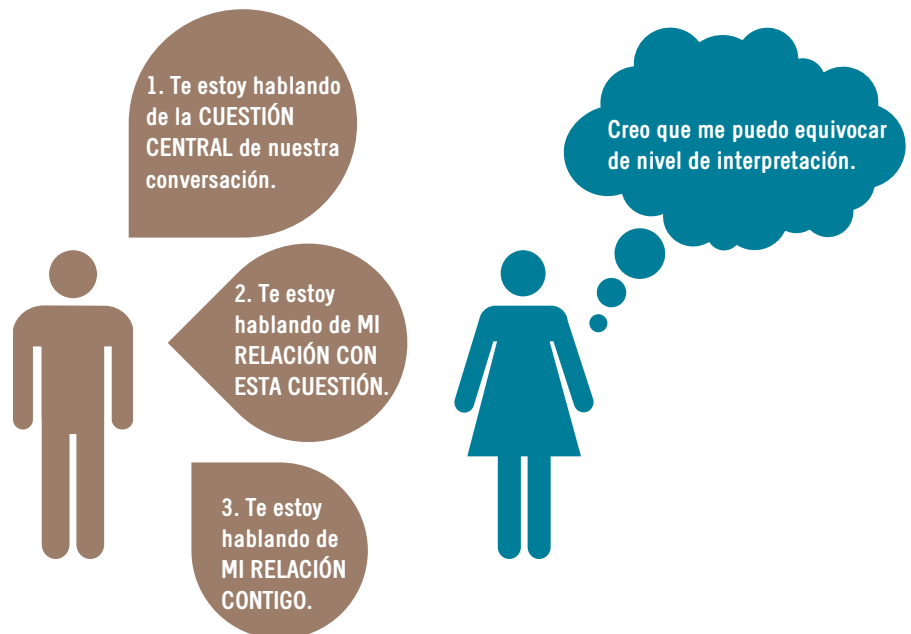 1. Te estoy hablando
de la CUESTIÓN
CENTRAL de nuestra
conversación.
Creo que me puedo equivocar
de nivel de interpretación.
2. Te estoy
hablando de MI
RELACIÓN CON
ESTA CUESTIÓN.
3. Te estoy
hablando de
MI RELACIÓN
CONTIGO.